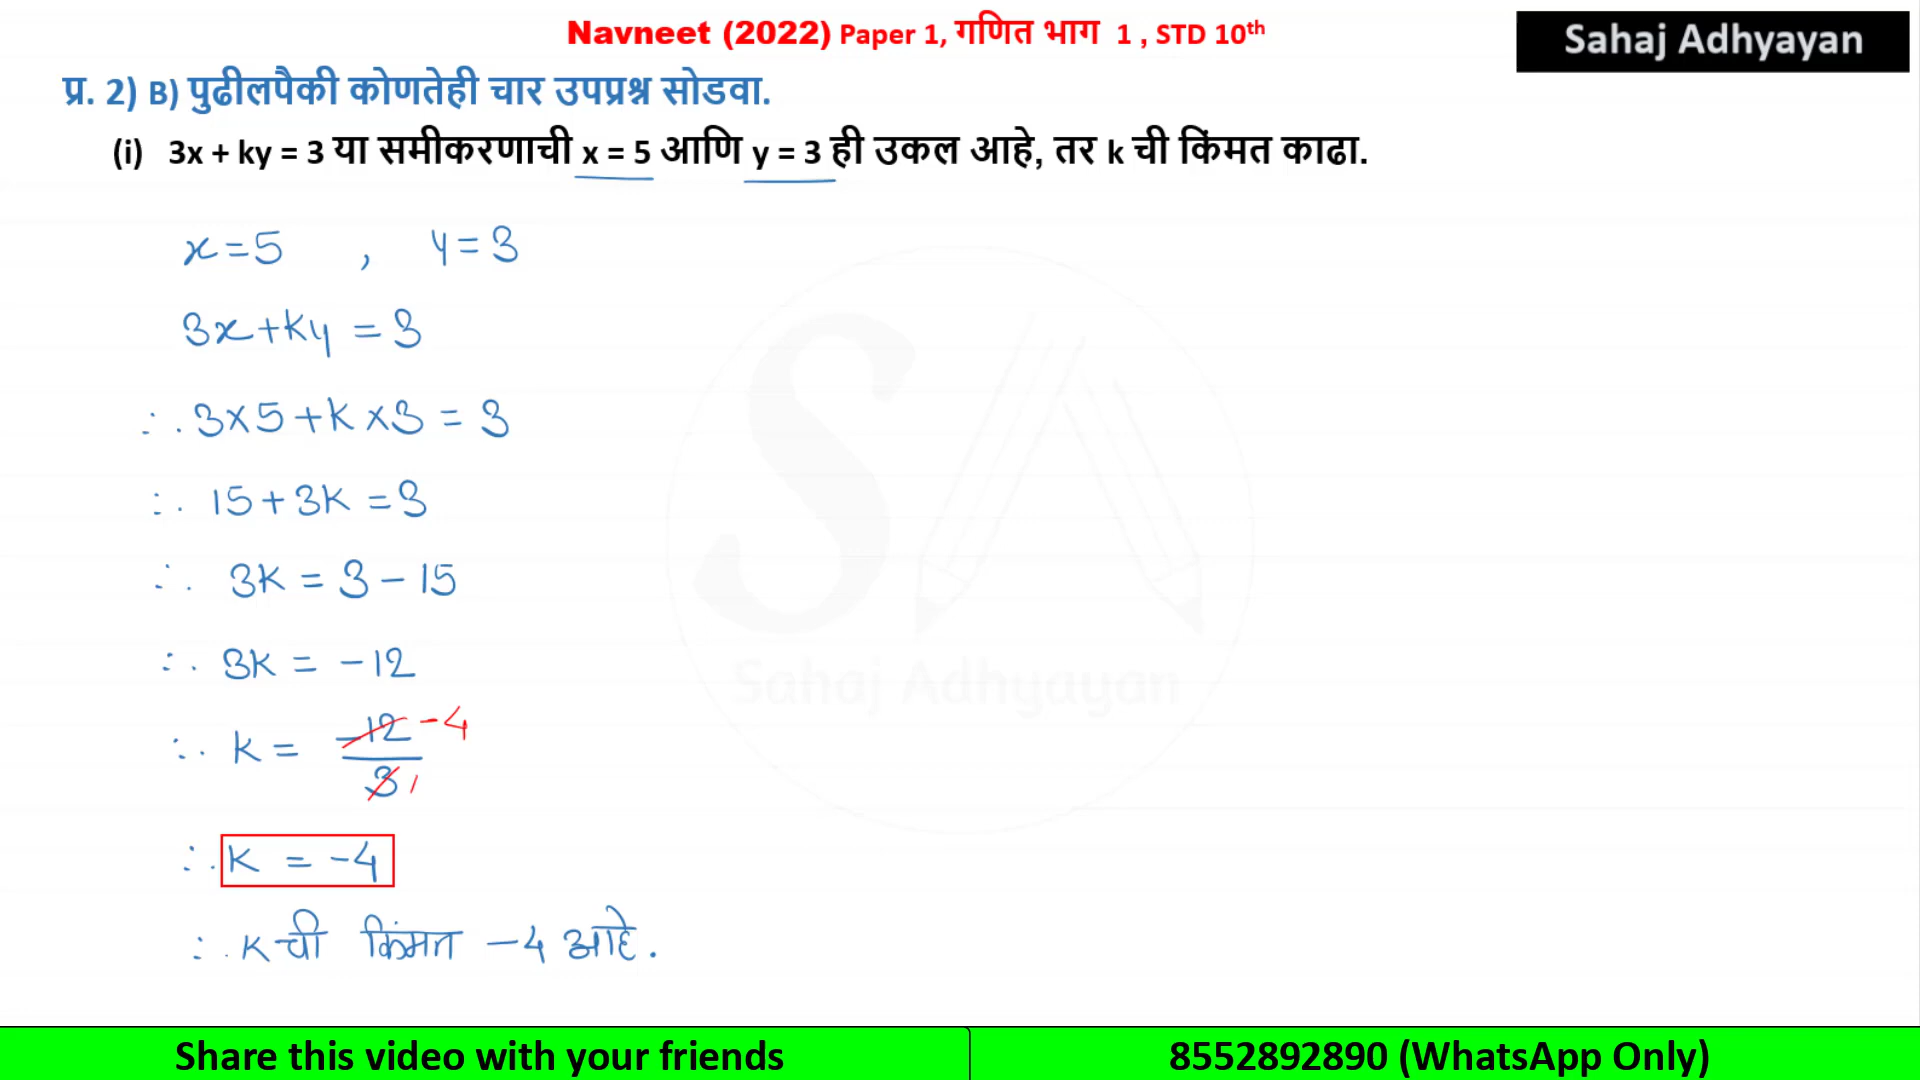 Navneet (2022) Paper 1, गणित भाग 1 , STD 10th
Sahaj Adhyayan
प्र. 2) B) पुढीलपैकी कोणतेही चार उपप्रश्न सोडवा.
(i) 3x + ky = 3 या समीकरणाची x = 5 आणि y = 3 ही उकल आहे, तर k ची किंमत काढा.
x = 5 , y = 3
3x + ky = 3
∴ 3 × 5 + k × 3 = 3
∴ 15 + 3k = 3
∴ 3k = 3 − 15
∴ 3k = −12
∴ k = −12/3 −4 1
∴ k = −4
∴ k ची किंमत −4 आहे.
Sahaj Adhyayan
Share this video with your friends
8552892890 (WhatsApp Only)